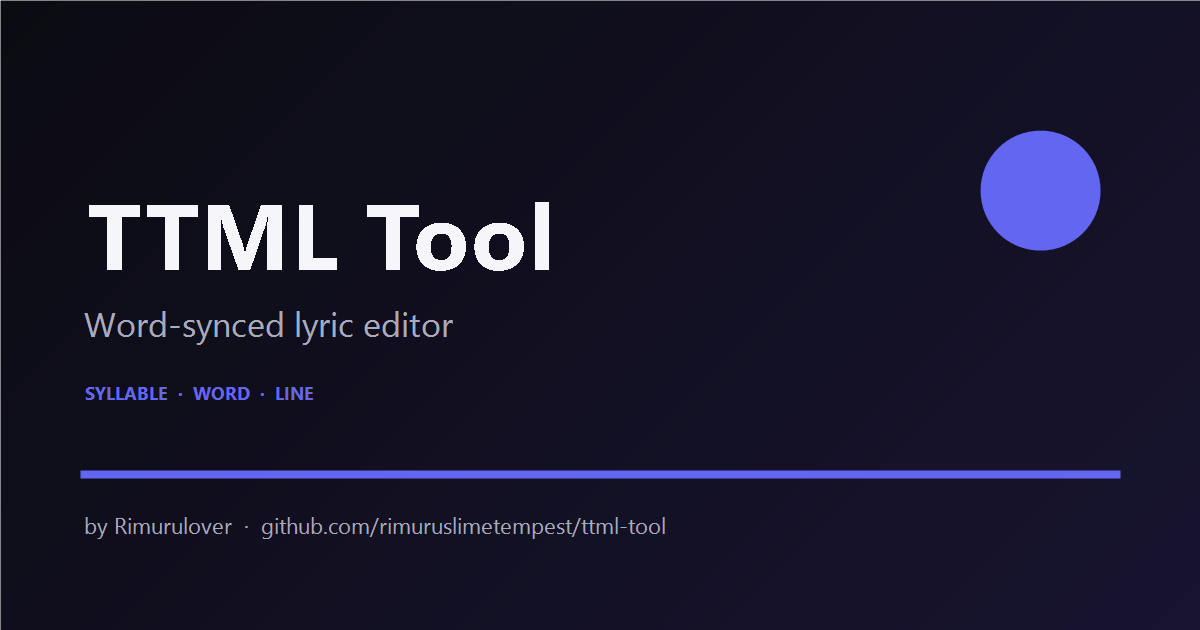 TTML Tool
Word-synced lyric editor
SYLLABLE · WORD · LINE
by Rimurulover · github.com/rimuruslimetempest/ttml-tool